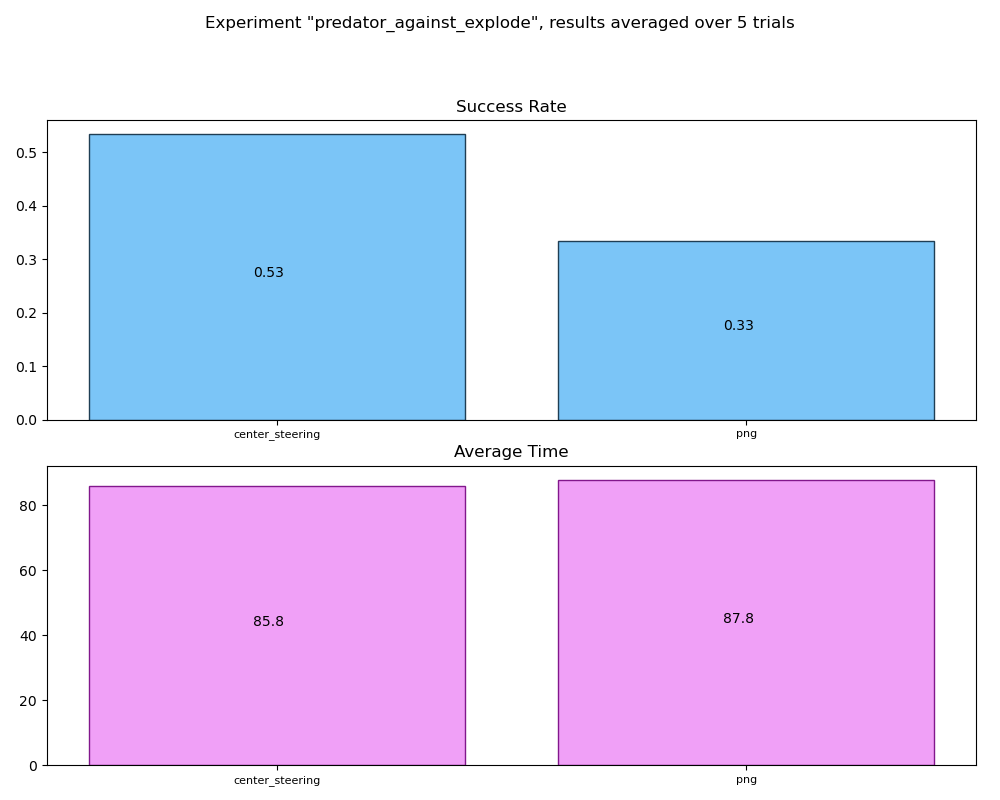 Experiment "predator_against_explode", results averaged over 5 trials
Success Rate
0.5
0.4
0.3
0.2
0.1
0.0
0.53
0.33
center_steering
png
Average Time
80
60
40
20
0
85.8
87.8
center_steering
png